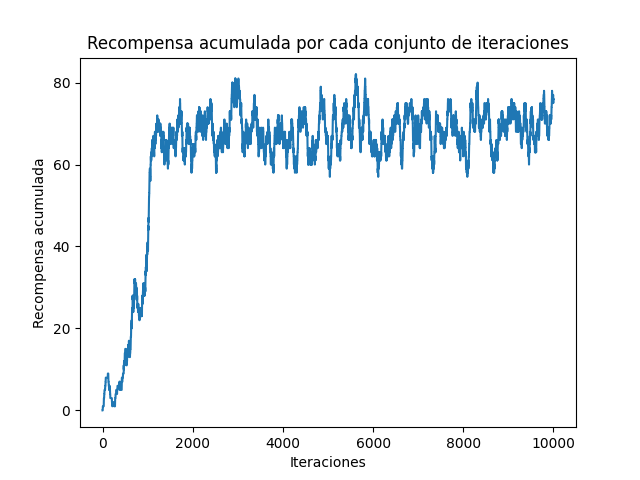 Recompensa acumulada por cada conjunto de iteraciones
80
60
40
20
0
Recompensa acumulada
0 2000 4000 6000 8000 10000
Iteraciones